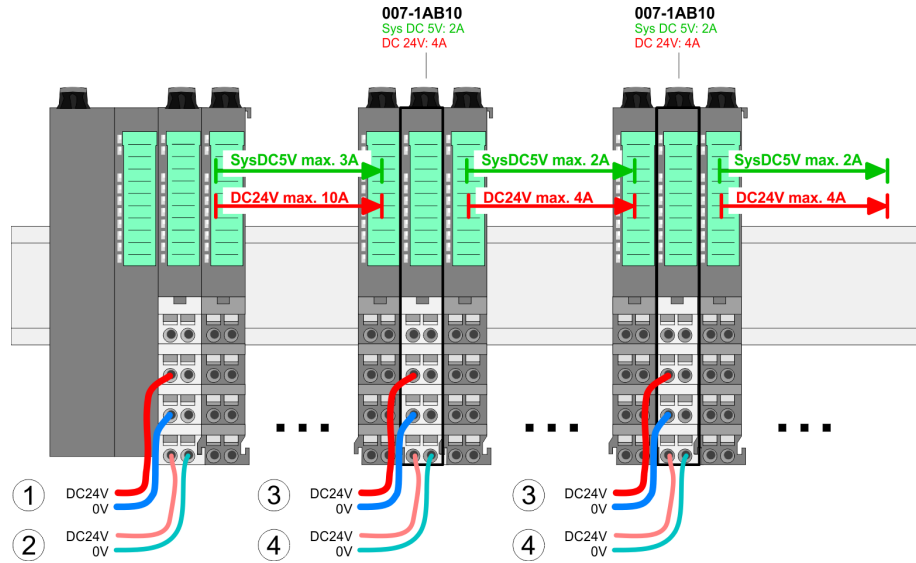 007-1AB10
Sys DC 5V: 2A
DC 24V: 4A
007-1AB10
Sys DC 5V: 2A
DC 24V: 4A
SysDC5V max. 3A
SysDC5V max. 2A
SysDC5V max. 2A
DC24V max. 10A
DC24V max. 4A
DC24V max. 4A
1
DC24V
0V
3
DC24V
0V
3
DC24V
0V
2
DC24V
0V
4
DC24V
0V
4
DC24V
0V